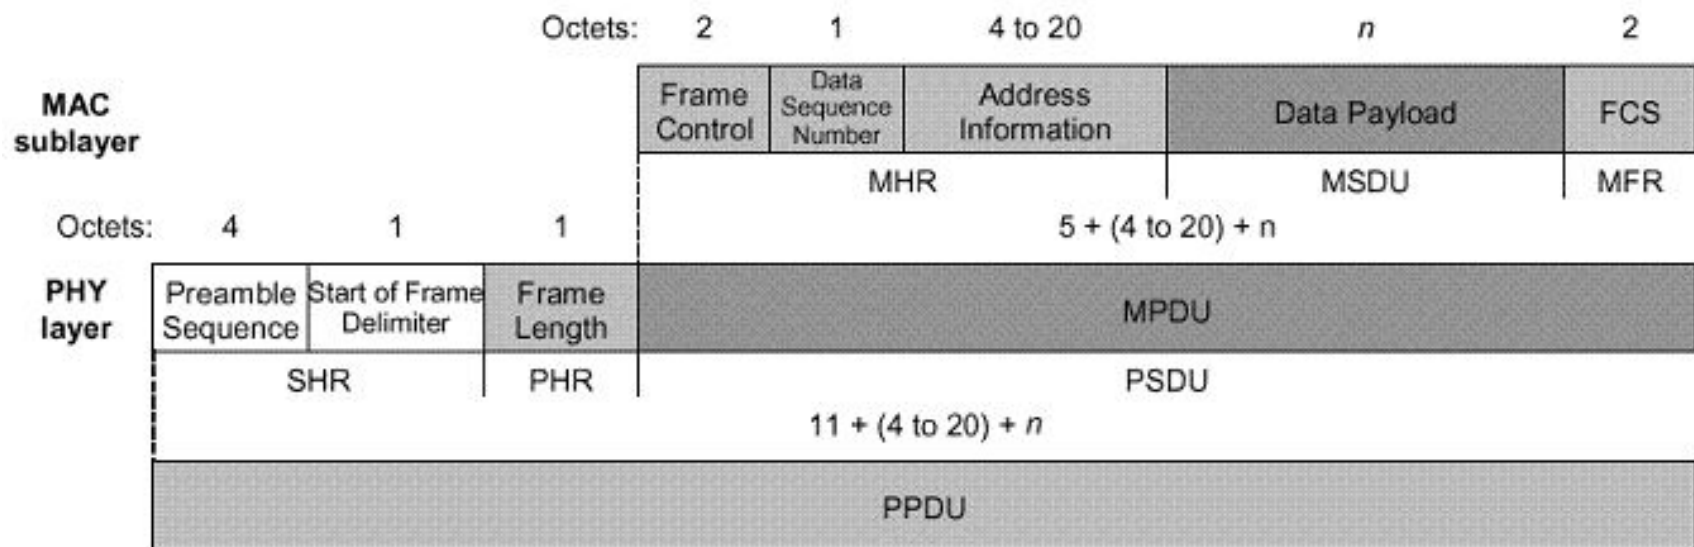 Octets: 2 1 4 to 20 n 2
MAC sublayer
Frame Control
Data Sequence Number
Address Information
Data Payload
FCS
MHR MSDU MFR
Octets: 4 1 1 5 + (4 to 20) + n
PHY layer
Preamble Sequence
Start of Frame Delimiter
Frame Length
MPDU
SHR PHR PSDU
11 + (4 to 20) + n
PPDU